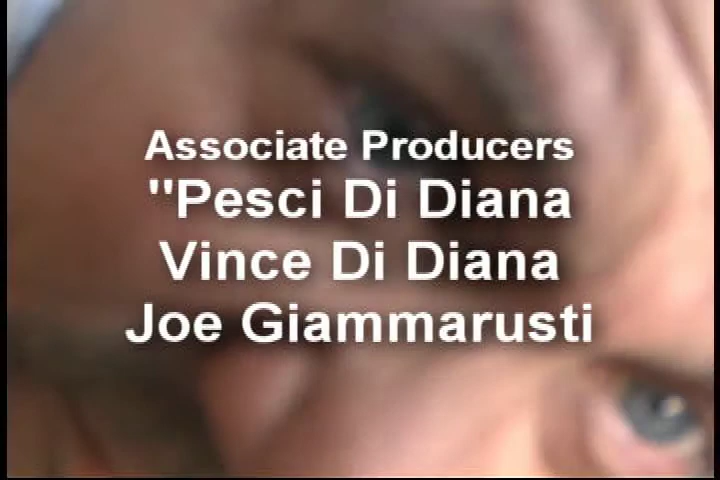 Associate Producers
"Pesci Di Diana
Vince Di Diana
Joe Giammarusti